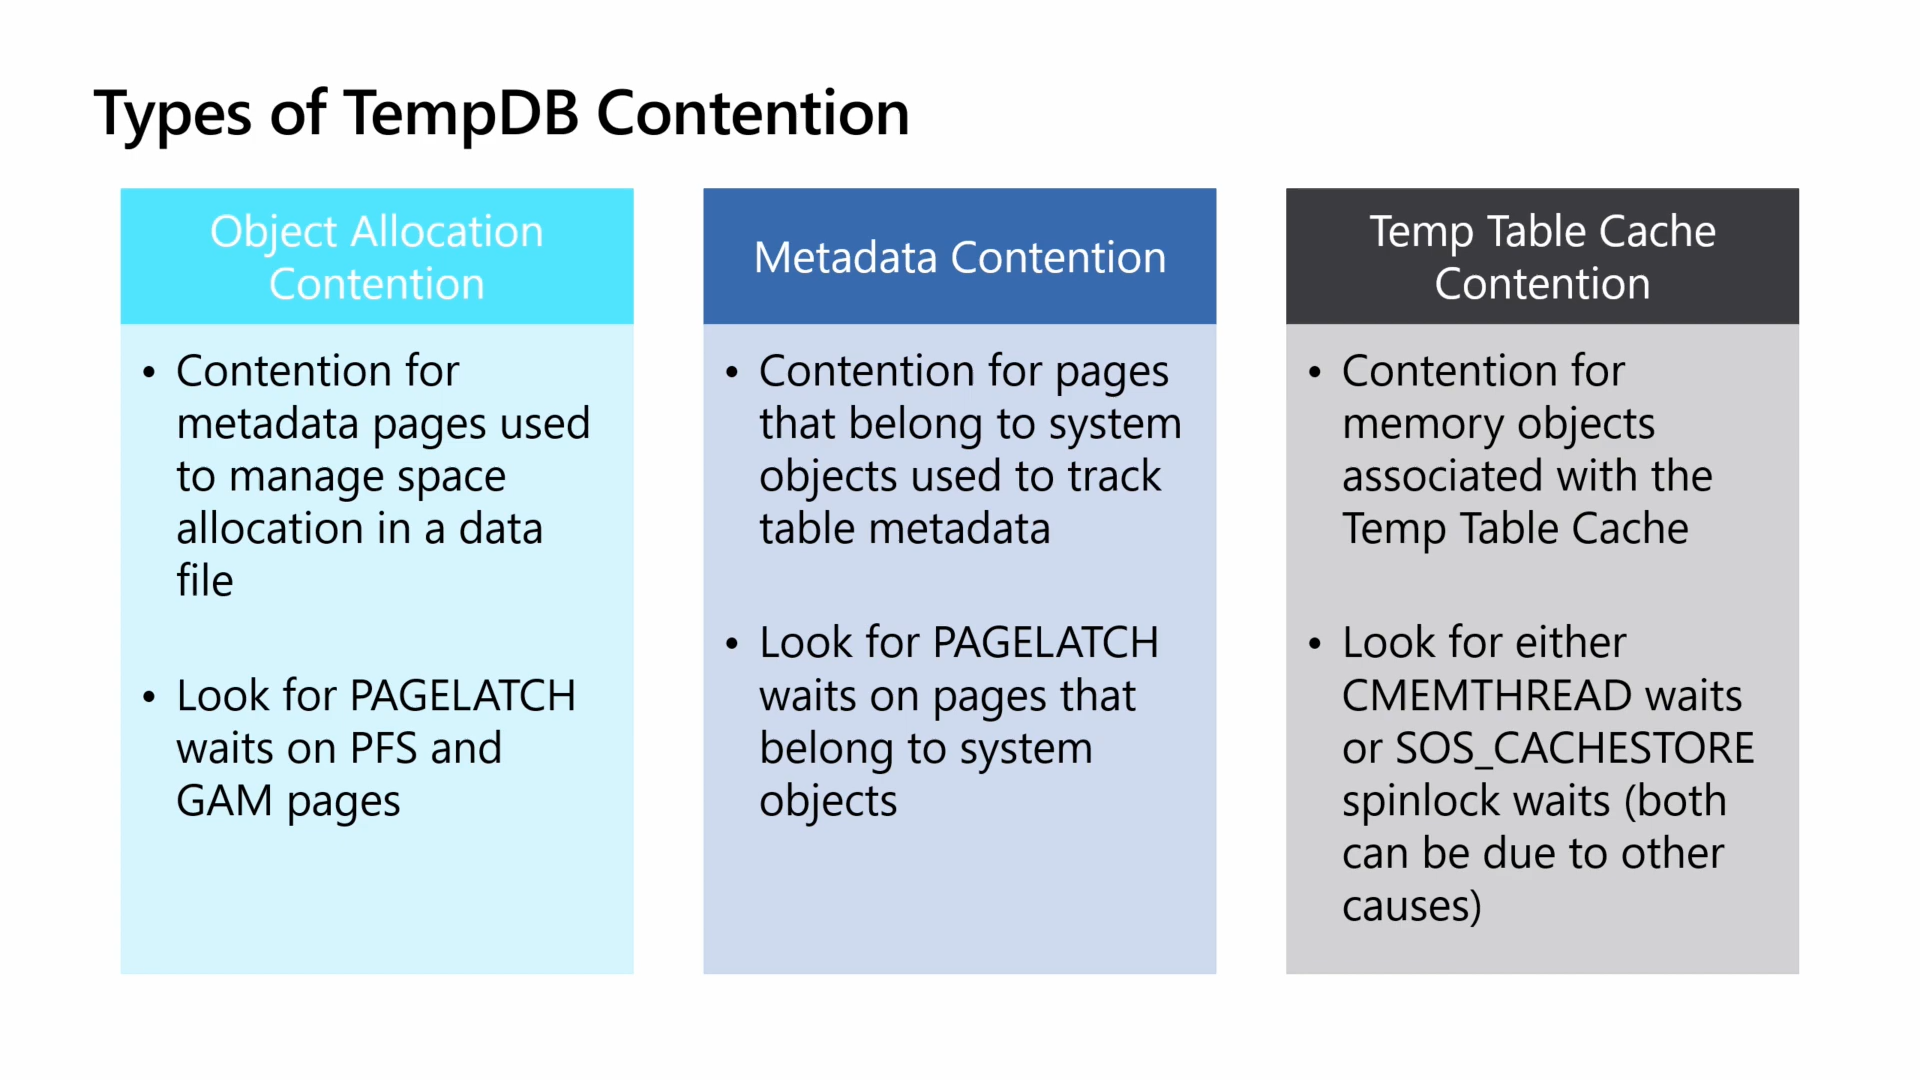 Types of TempDB Contention
Object Allocation
Contention
• Contention for
metadata pages used
to manage space
allocation in a data
file
• Look for PAGELATCH
waits on PFS and
GAM pages
Metadata Contention
• Contention for pages
that belong to system
objects used to track
table metadata
• Look for PAGELATCH
waits on pages that
belong to system
objects
Temp Table Cache
Contention
• Contention for
memory objects
associated with the
Temp Table Cache
• Look for either
CMEMTHREAD waits
or SOS_CACHESTORE
spinlock waits (both
can be due to other
causes)